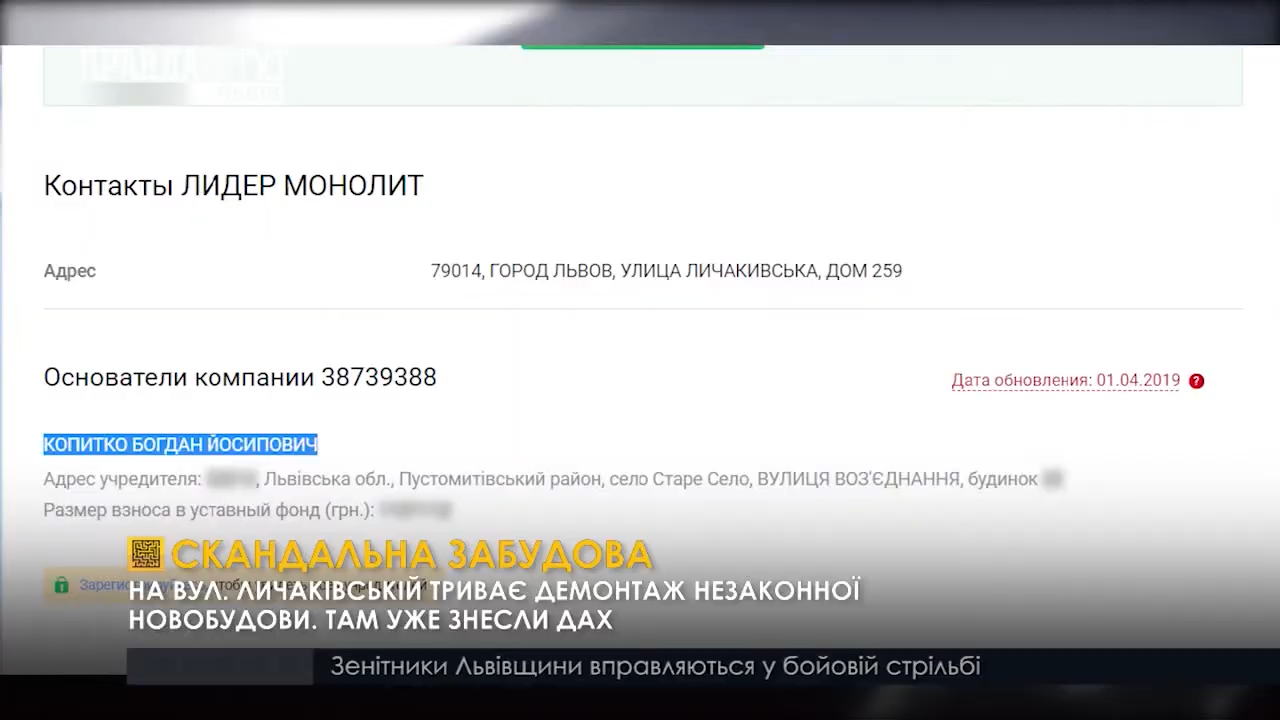 ПРАВДА ТУТ
ЛЬВІВ
Контакты ЛИДЕР МОНОЛИТ
Адрес 79014, ГОРОД ЛЬВОВ, УЛИЦА ЛИЧАКИВСЬКА, ДОМ 259
Основатели компании 38739388 Дата обновления: 01.04.2019 ?
КОПИТКО БОГДАН ЙОСИПОВИЧ
Адрес учредителя: , Львівська обл., Пустомитівський район, село Старе Село, ВУЛИЦЯ ВОЗ'ЄДНАННЯ, будинок
Размер взноса в уставный фонд (грн.):
СКАНДАЛЬНА ЗАБУДОВА
НА ВУЛ. ЛИЧАКІВСЬКІЙ ТРИВАЄ ДЕМОНТАЖ НЕЗАКОННОЇ
НОВОБУДОВИ. ТАМ УЖЕ ЗНЕСЛИ ДАХ
Зенітники Львівщини вправляються у бойовій стрільбі